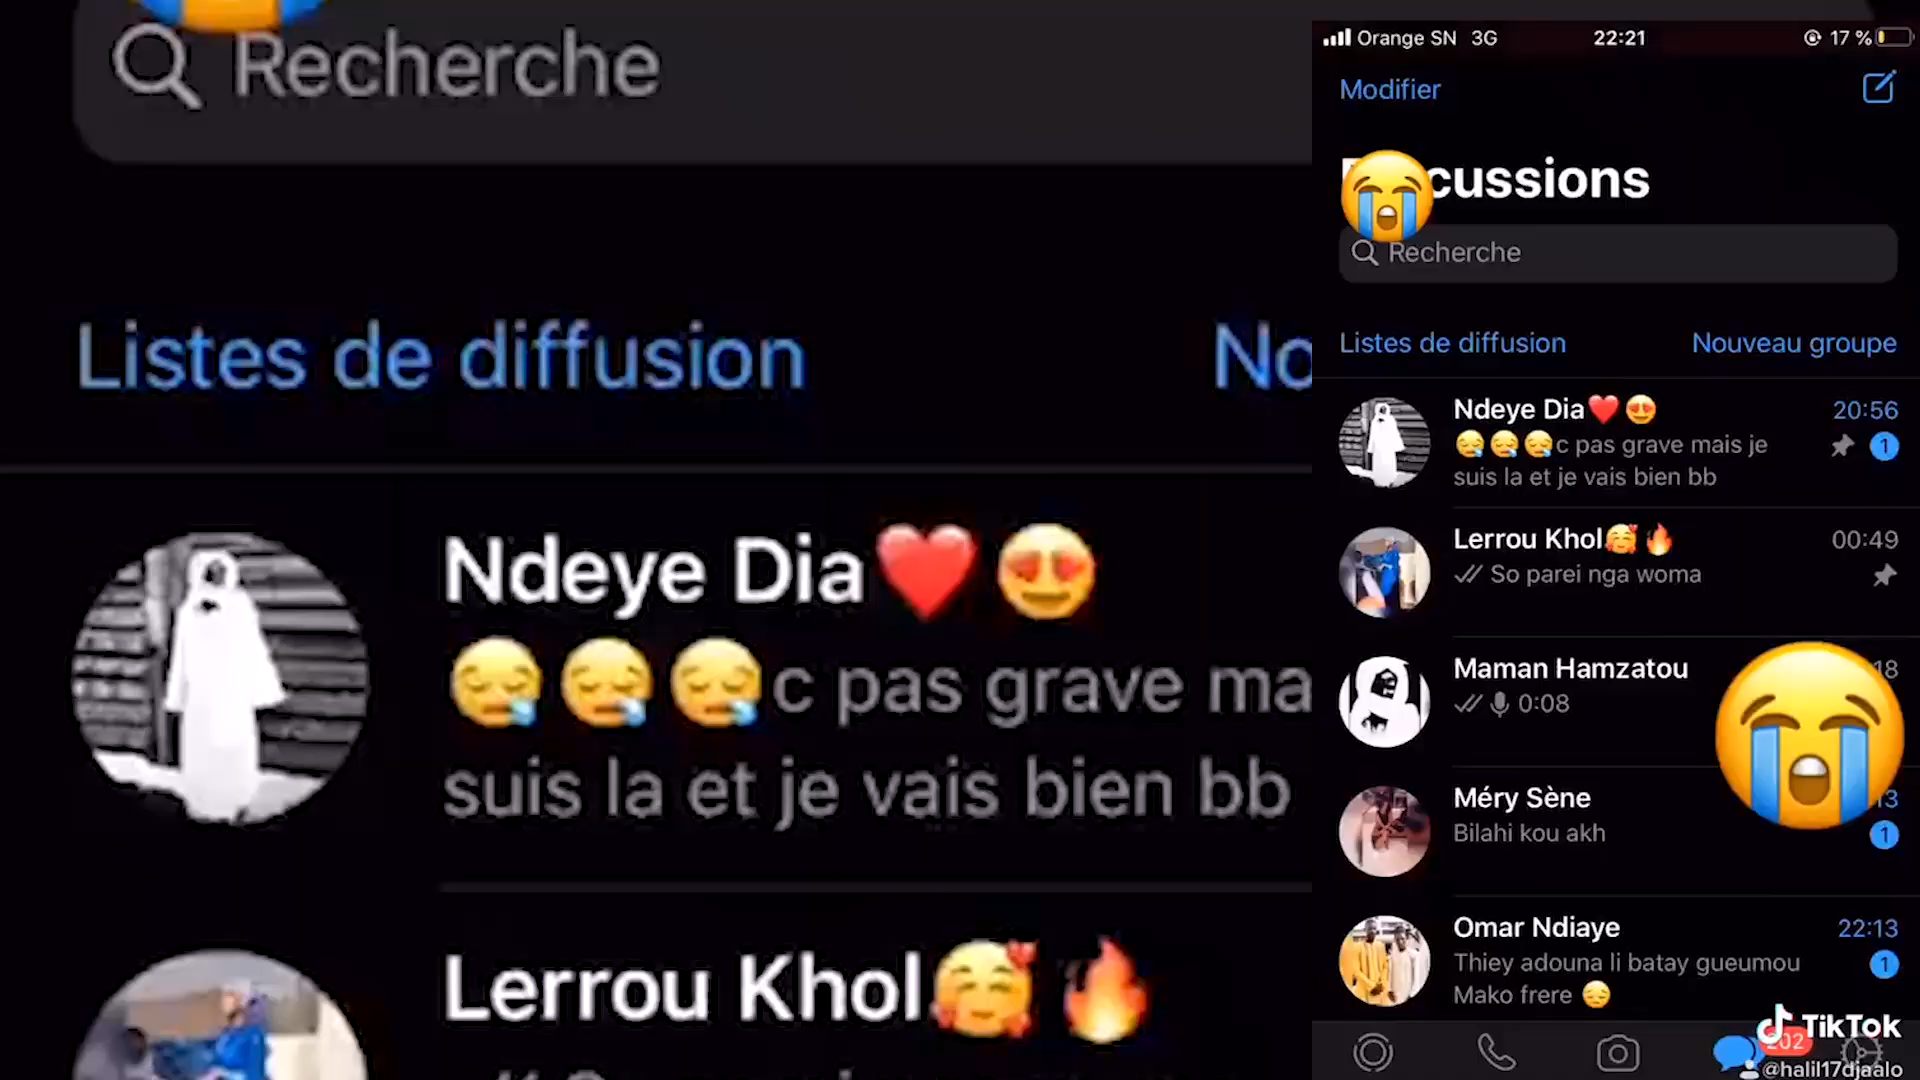 Recherche
Listes de diffusion No
Ndeye Dia❤️😍
😪😪😪c pas grave ma
suis la et je vais bien bb
Lerrou Khol🥰🔥
Orange SN 3G 22:21 17 %
Modifier
cussions
Recherche
Listes de diffusion Nouveau groupe
Ndeye Dia❤️😍 20:56
😪😪😪c pas grave mais je 1
suis la et je vais bien bb
Lerrou Khol🥰🔥 00:49
So parei nga woma
Maman Hamzatou 18
0:08
Méry Sène 13
Bilahi kou akh 1
Omar Ndiaye 22:13
Thiey adouna li batay gueumou 1
Mako frere 😔
TikTok
202
@halil17djaalo